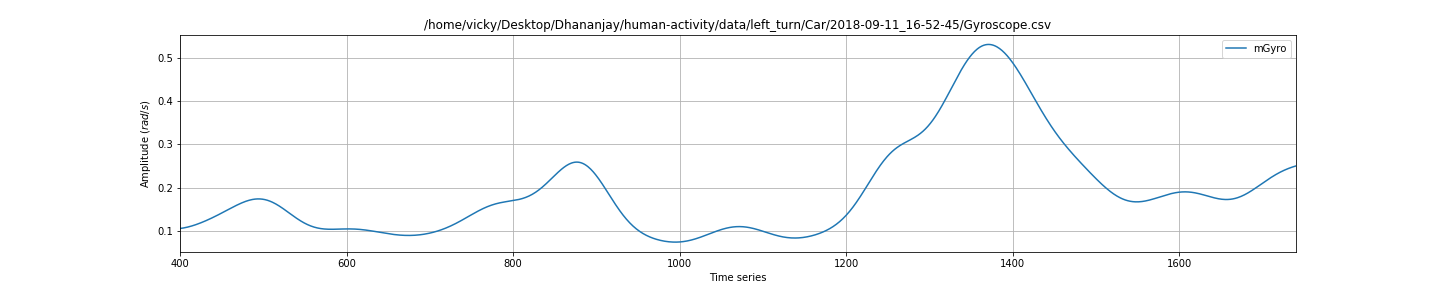 /home/vicky/Desktop/Dhananjay/human-activity/data/left_turn/Car/2018-09-11_16-52-45/Gyroscope.csv
mGyro
Amplitude (rad/s)
0.5
0.4
0.3
0.2
0.1
400 600 800 1000 1200 1400 1600
Time series